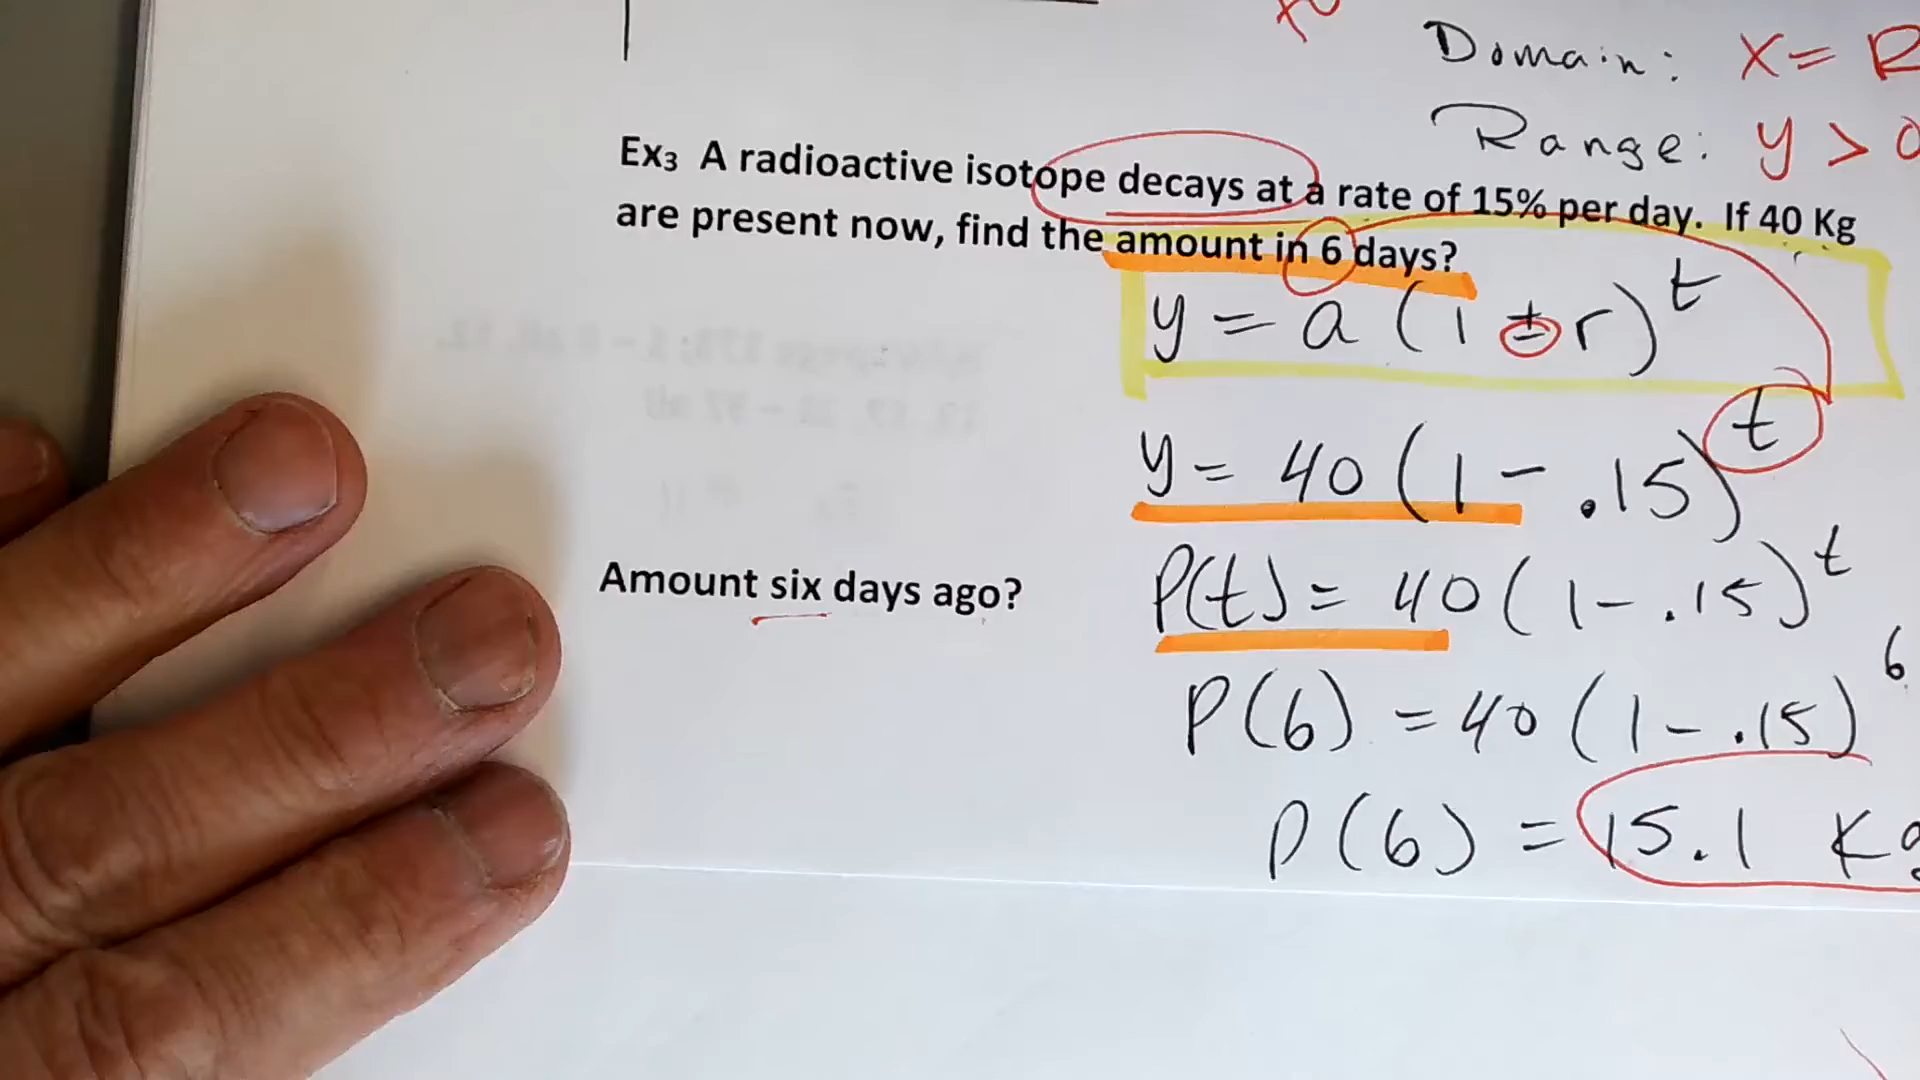 Domain: X = R
Range: y > 0
Ex3 A radioactive isotope decays at a rate of 15% per day. If 40 Kg
are present now, find the amount in 6 days?
y = a (1 ± r)^t
y = 40 (1 - .15)^t
Amount six days ago?
P(t) = 40 (1 - .15)^t
P(6) = 40 (1 - .15)^6
P(6) = 15.1 Kg